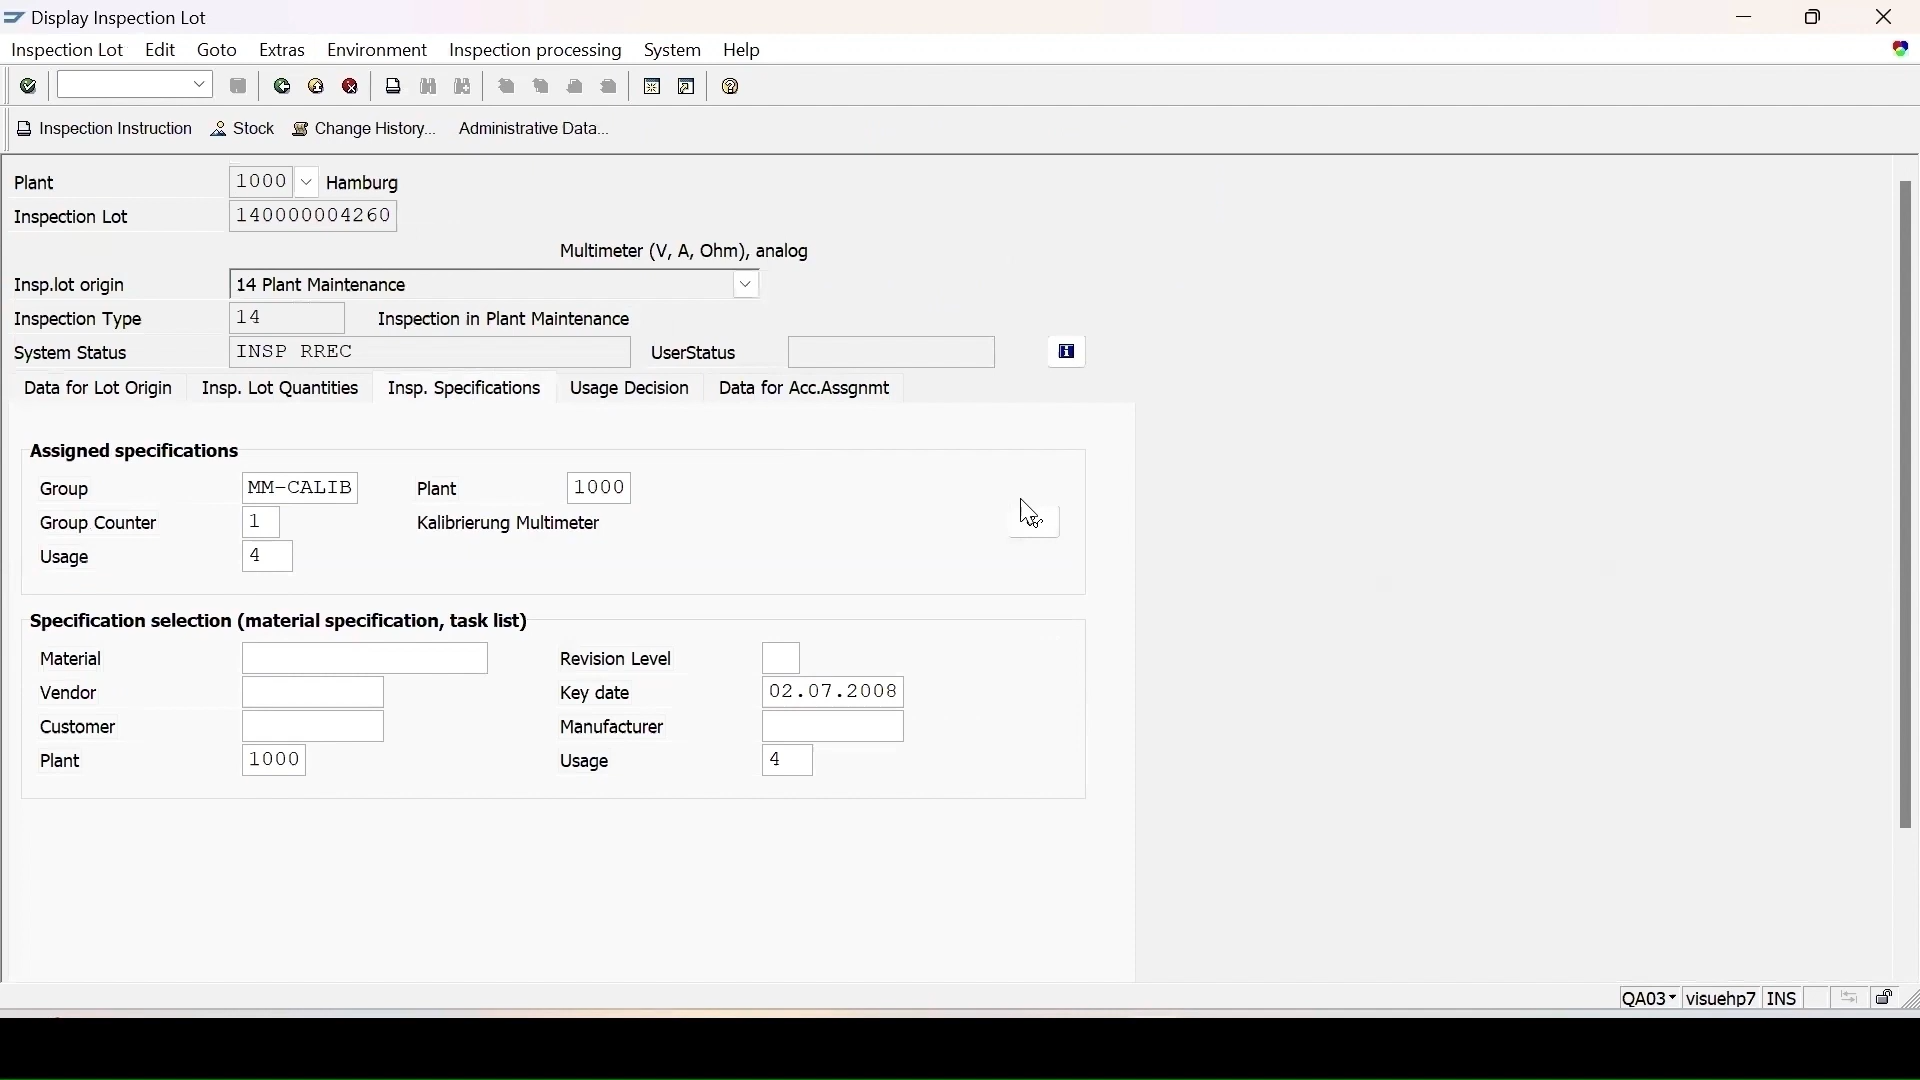 Display Inspection Lot
Inspection Lot Edit Goto Extras Environment Inspection processing System Help
Inspection Instruction Stock Change History... Administrative Data...
Plant 1000 Hamburg
Inspection Lot 140000004260
Multimeter (V, A, Ohm), analog
Insp.lot origin 14 Plant Maintenance
Inspection Type 14 Inspection in Plant Maintenance
System Status INSP RREC UserStatus
Data for Lot Origin Insp. Lot Quantities Insp. Specifications Usage Decision Data for Acc.Assgnmt
Assigned specifications
Group MM-CALIB Plant 1000
Group Counter 1 Kalibrierung Multimeter
Usage 4
Specification selection (material specification, task list)
Material Revision Level
Vendor Key date 02.07.2008
Customer Manufacturer
Plant 1000 Usage 4
QA03 visuehp7 INS